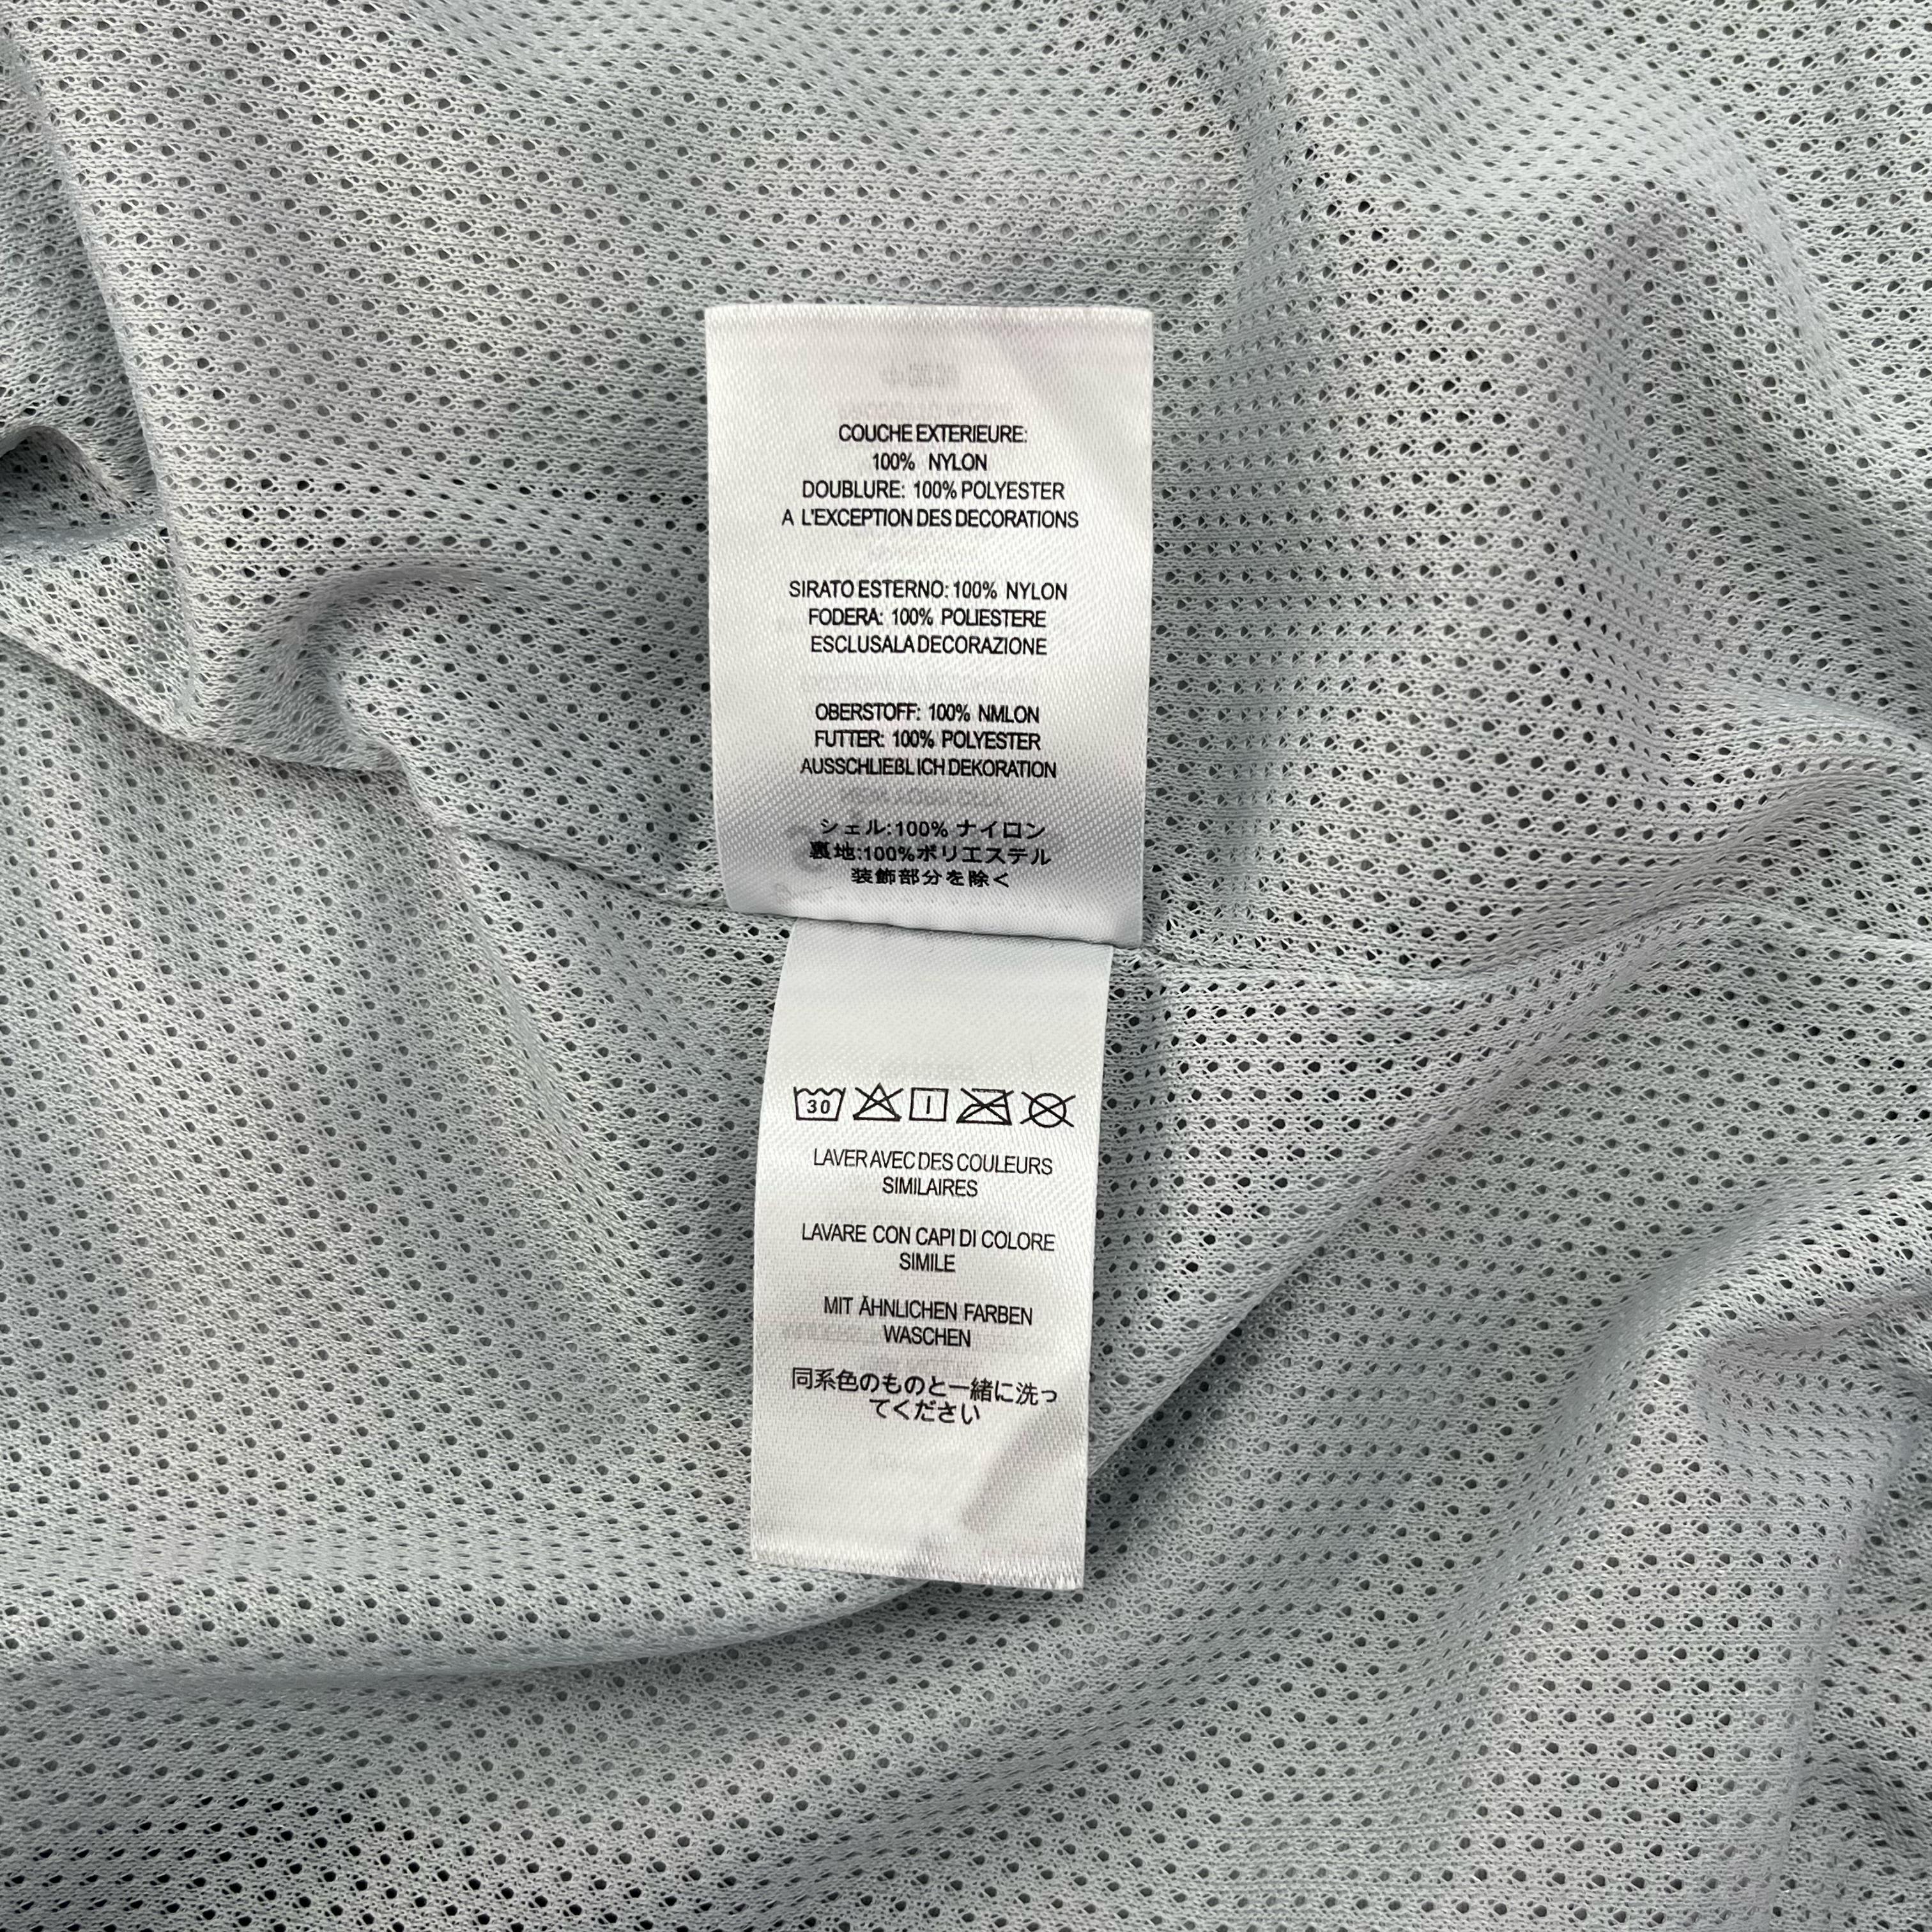 COUCHE EXTERIEURE:
100% NYLON
DOUBLURE: 100% POLYESTER
A L'EXCEPTION DES DECORATIONS
SIRATO ESTERNO: 100% NYLON
FODERA: 100% POLIESTERE
ESCLUSALA DECORAZIONE
OBERSTOFF: 100% NMLON
FUTTER: 100% POLYESTER
AUSSCHLIEßLICH DEKORATION
シェル:100% ナイロン
裏地:100%ポリエステル
装飾部分を除く
30
LAVER AVEC DES COULEURS
SIMILAIRES
LAVARE CON CAPI DI COLORE
SIMILE
MIT ÄHNLICHEN FARBEN
WASCHEN
同系色のものと一緒に洗っ
てください